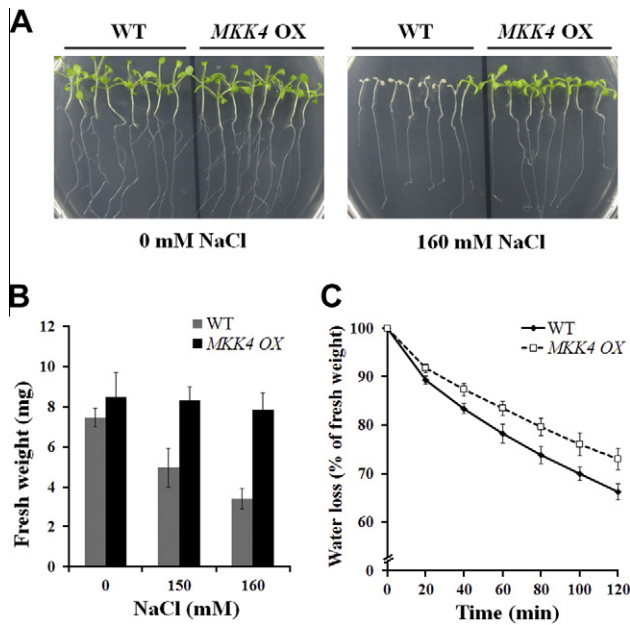 A
WT MKK4 OX WT MKK4 OX
0 mM NaCl 160 mM NaCl
B
WT
MKK4 OX
Fresh weight (mg)
12
10
8
6
4
2
0
0 150 160
NaCl (mM)
C
WT
MKK4 OX
Water loss (% of fresh weight)
100
90
80
70
60
0
0 20 40 60 80 100 120
Time (min)